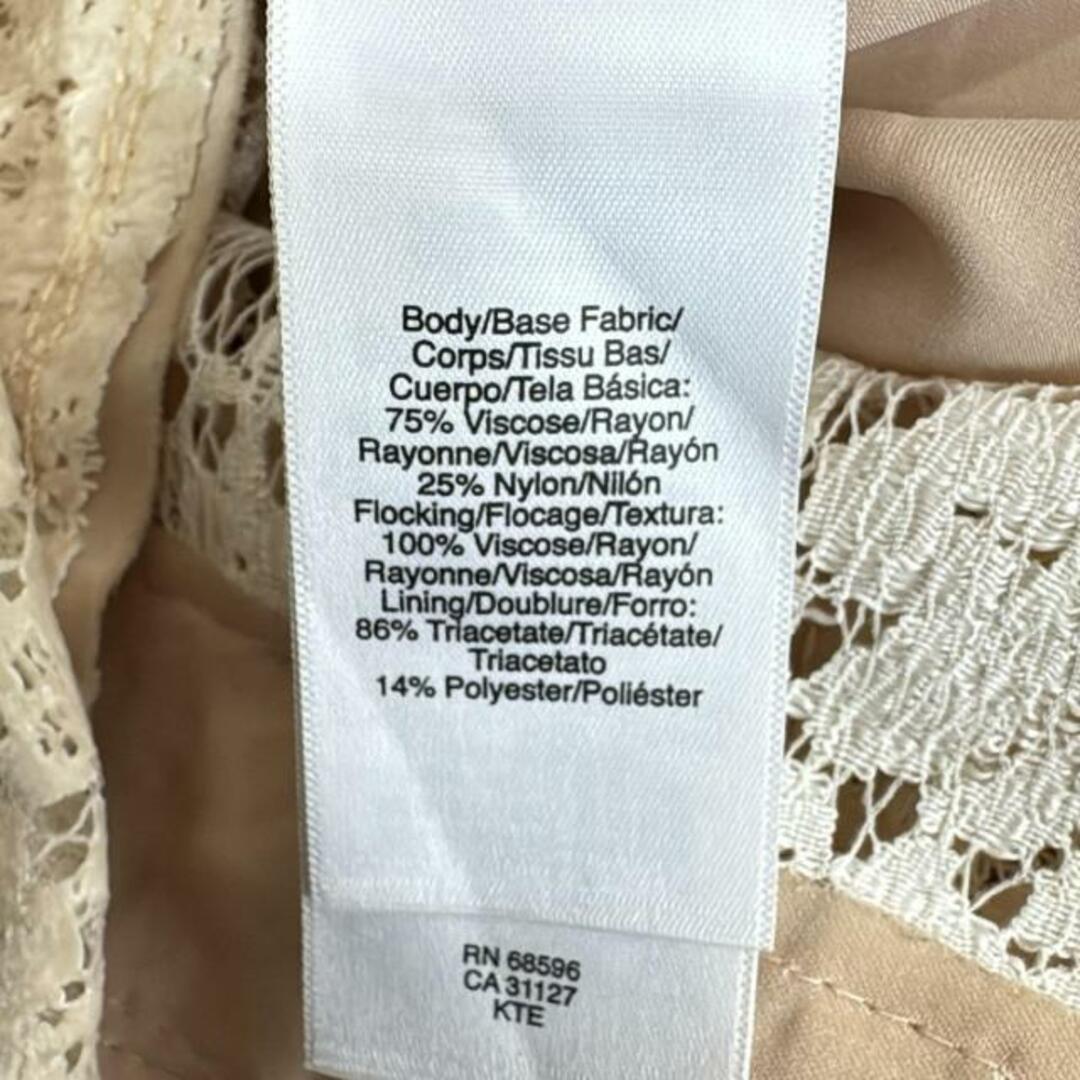 Body/Base Fabric/
Corps/Tissu Bas/
Cuerpo/Tela Básica:
75% Viscose/Rayon/
Rayonne/Viscosa/Rayón
25% Nylon/Nilón
Flocking/Flocage/Textura:
100% Viscose/Rayon/
Rayonne/Viscosa/Rayón
Lining/Doublure/Forro:
86% Triacetate/Triacétate/
Triacetato
14% Polyester/Poliéster
RN 68596
CA 31127
KTE